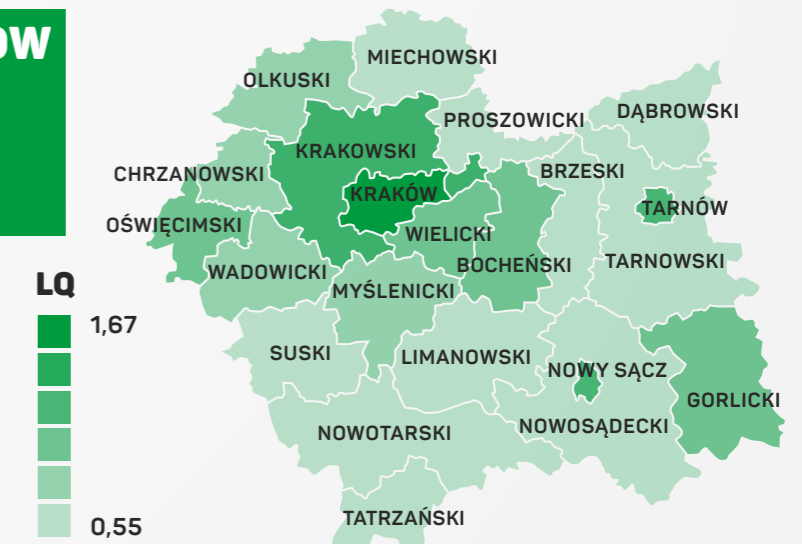 ÓW
MIECHOWSKI
OLKUSKI
DĄBROWSKI
PROSZOWICKI
KRAKOWSKI
CHRZANOWSKI
BRZESKI
KRAKÓW
TARNÓW
OŚWIĘCIMSKI
WIELICKI
BOCHEŃSKI
TARNOWSKI
WADOWICKI
MYŚLENICKI
LQ
1,67
SUSKI
LIMANOWSKI
NOWY SĄCZ
GORLICKI
NOWOTARSKI
NOWOSĄDECKI
TATRZAŃSKI
0,55